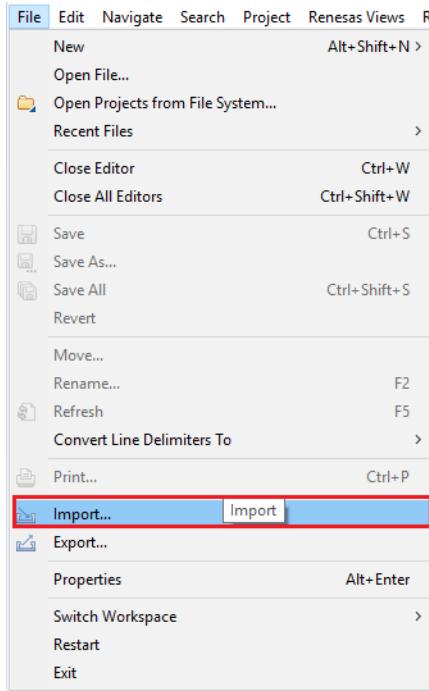 File Edit Navigate Search Project Renesas Views R
New Alt+Shift+N >
Open File...
Open Projects from File System...
Recent Files >
Close Editor Ctrl+W
Close All Editors Ctrl+Shift+W
Save Ctrl+S
Save As...
Save All Ctrl+Shift+S
Revert
Move...
Rename... F2
Refresh F5
Convert Line Delimiters To >
Print... Ctrl+P
Import... Import
Export...
Properties Alt+Enter
Switch Workspace >
Restart
Exit